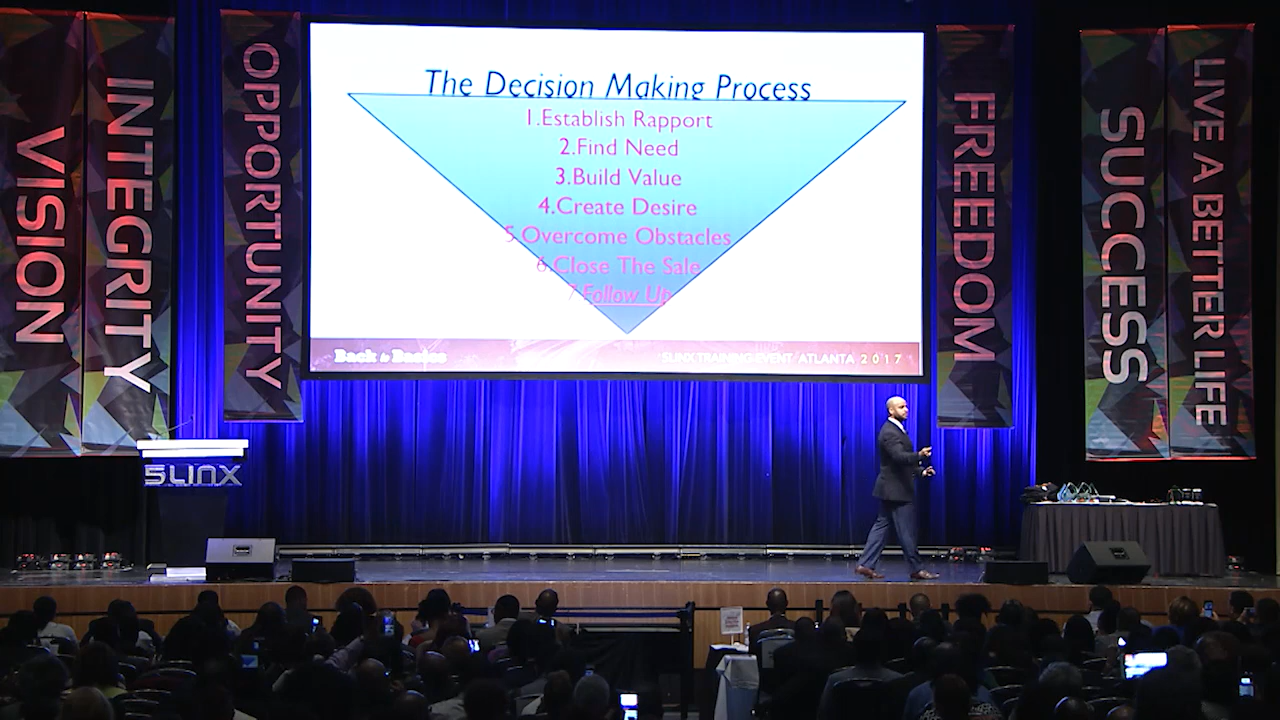 VISION
INTEGRITY
OPPORTUNITY
The Decision Making Process
1.Establish Rapport
2.Find Need
3.Build Value
4.Create Desire
5.Overcome Obstacles
6.Close The Sale
7.Follow Up
Back to Basics
5LINX TRAINING EVENT ATLANTA 2017
FREEDOM
SUCCESS
LIVE A BETTER LIFE
5LINX